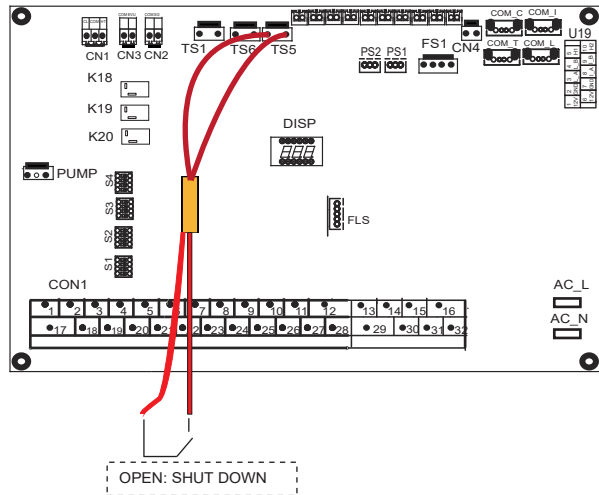 CN1
CN3
CN2
TS1
TS6
TS5
CN4
COM_C
COM_I
U19
PS2
PS1
FS1
COM_T
COM_L
K18
K19
K20
DISP
PUMP
S4
S3
S2
S1
FLS
CON1
AC_L
AC_N
1 2 3 4 5 6 7 8 9 10 11 12 13 14 15 16
17 18 19 20 21 22 23 24 25 26 27 28 29 30 31 32
OPEN: SHUT DOWN